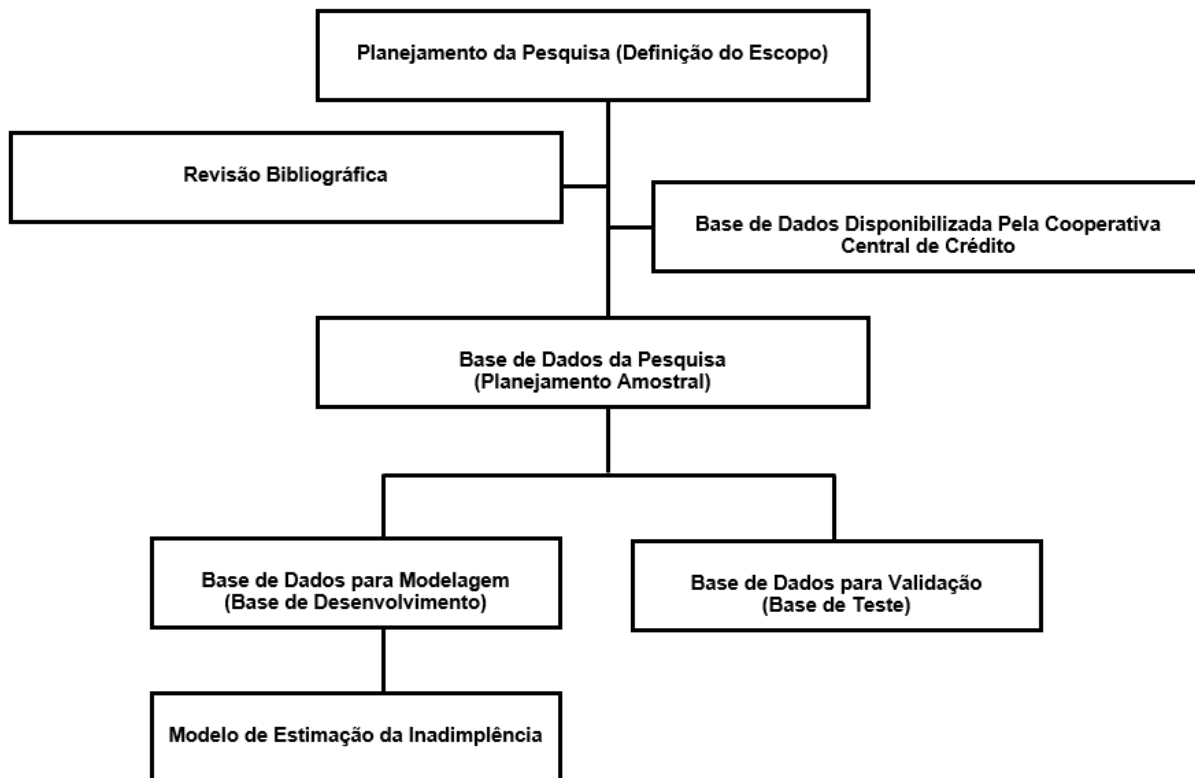 Planejamento da Pesquisa (Definição do Escopo)
Revisão Bibliográfica
Base de Dados Disponibilizada Pela Cooperativa
Central de Crédito
Base de Dados da Pesquisa
(Planejamento Amostral)
Base de Dados para Modelagem
(Base de Desenvolvimento)
Base de Dados para Validação
(Base de Teste)
Modelo de Estimação da Inadimplência